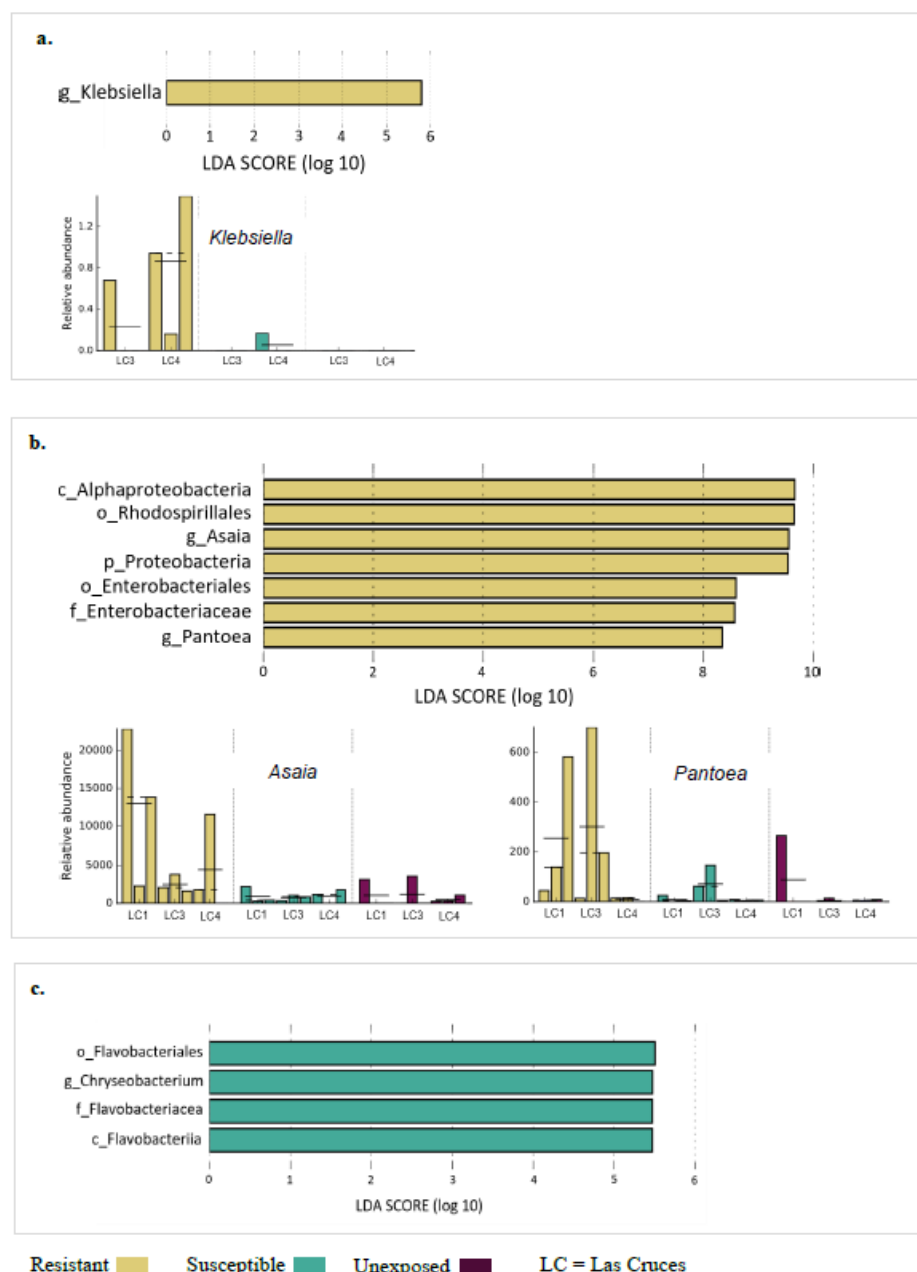 a.
g_Klebsiella
0 1 2 3 4 5 6
LDA SCORE (log 10)
Relative abundance
1.2
0.8
0.4
0.0
Klebsiella
LC3 LC4 LC3 LC4 LC3 LC4
b.
c_Alphaproteobacteria
o_Rhodospirillales
g_Asaia
p_Proteobacteria
o_Enterobacteriales
f_Enterobacteriaceae
g_Pantoea
0 2 4 6 8 10
LDA SCORE (log 10)
Relative abundance
20000
15000
10000
5000
0
Asaia
LC1 LC3 LC4 LC1 LC3 LC4 LC1 LC3 LC4
600
400
200
0
Pantoea
LC1 LC3 LC4 LC1 LC3 LC4 LC1 LC3 LC4
c.
o_Flavobacteriales
g_Chryseobacterium
f_Flavobacteriacea
c_Flavobacteriia
0 1 2 3 4 5 6
LDA SCORE (log 10)
Resistant Susceptible Unexposed LC = Las Cruces